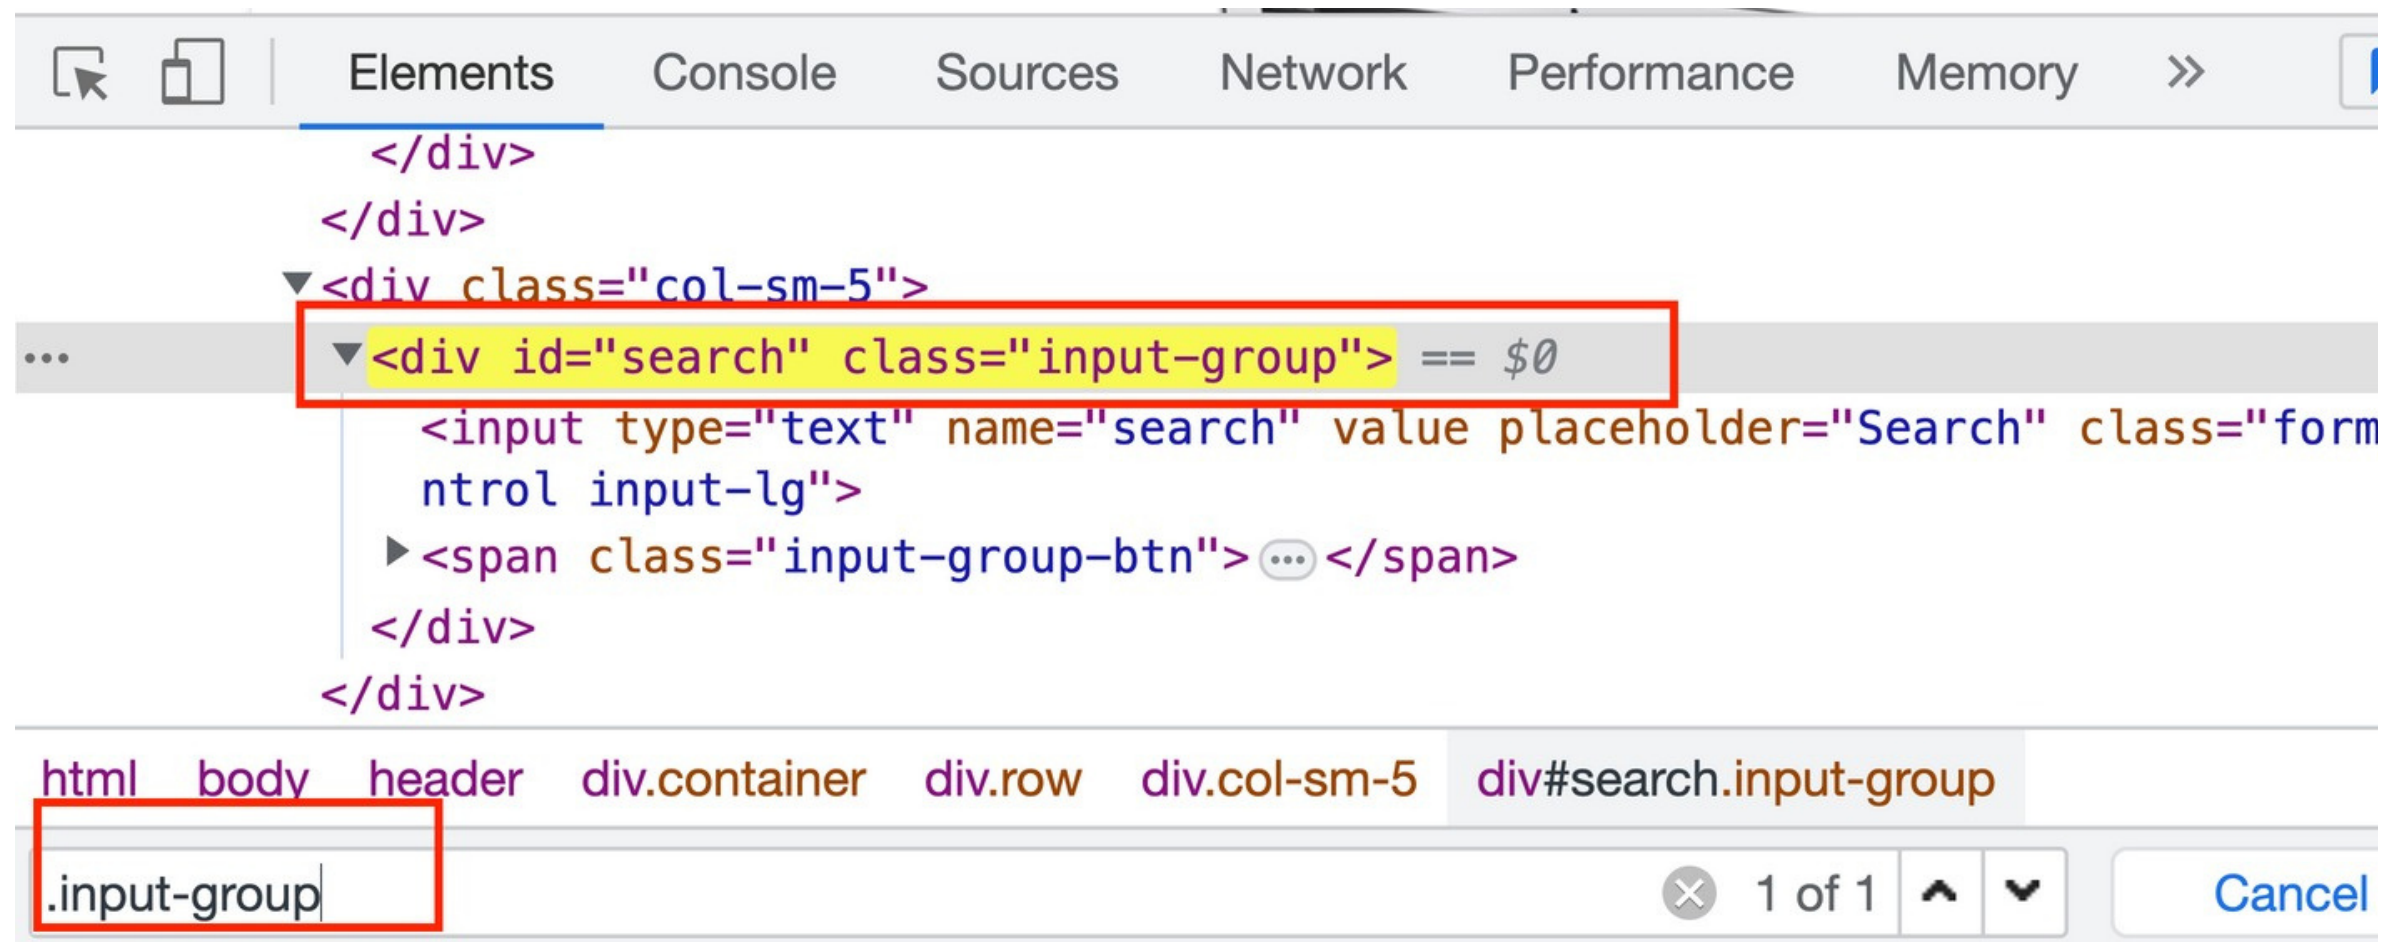 Elements Console Sources Network Performance Memory »
</div>
</div>
▼<div class="col-sm-5">
… ▼<div id="search" class="input-group"> == $0
<input type="text" name="search" value placeholder="Search" class="form
ntrol input-lg">
▶<span class="input-group-btn">…</span>
</div>
</div>
html body header div.container div.row div.col-sm-5 div#search.input-group
.input-group 1 of 1 Cancel